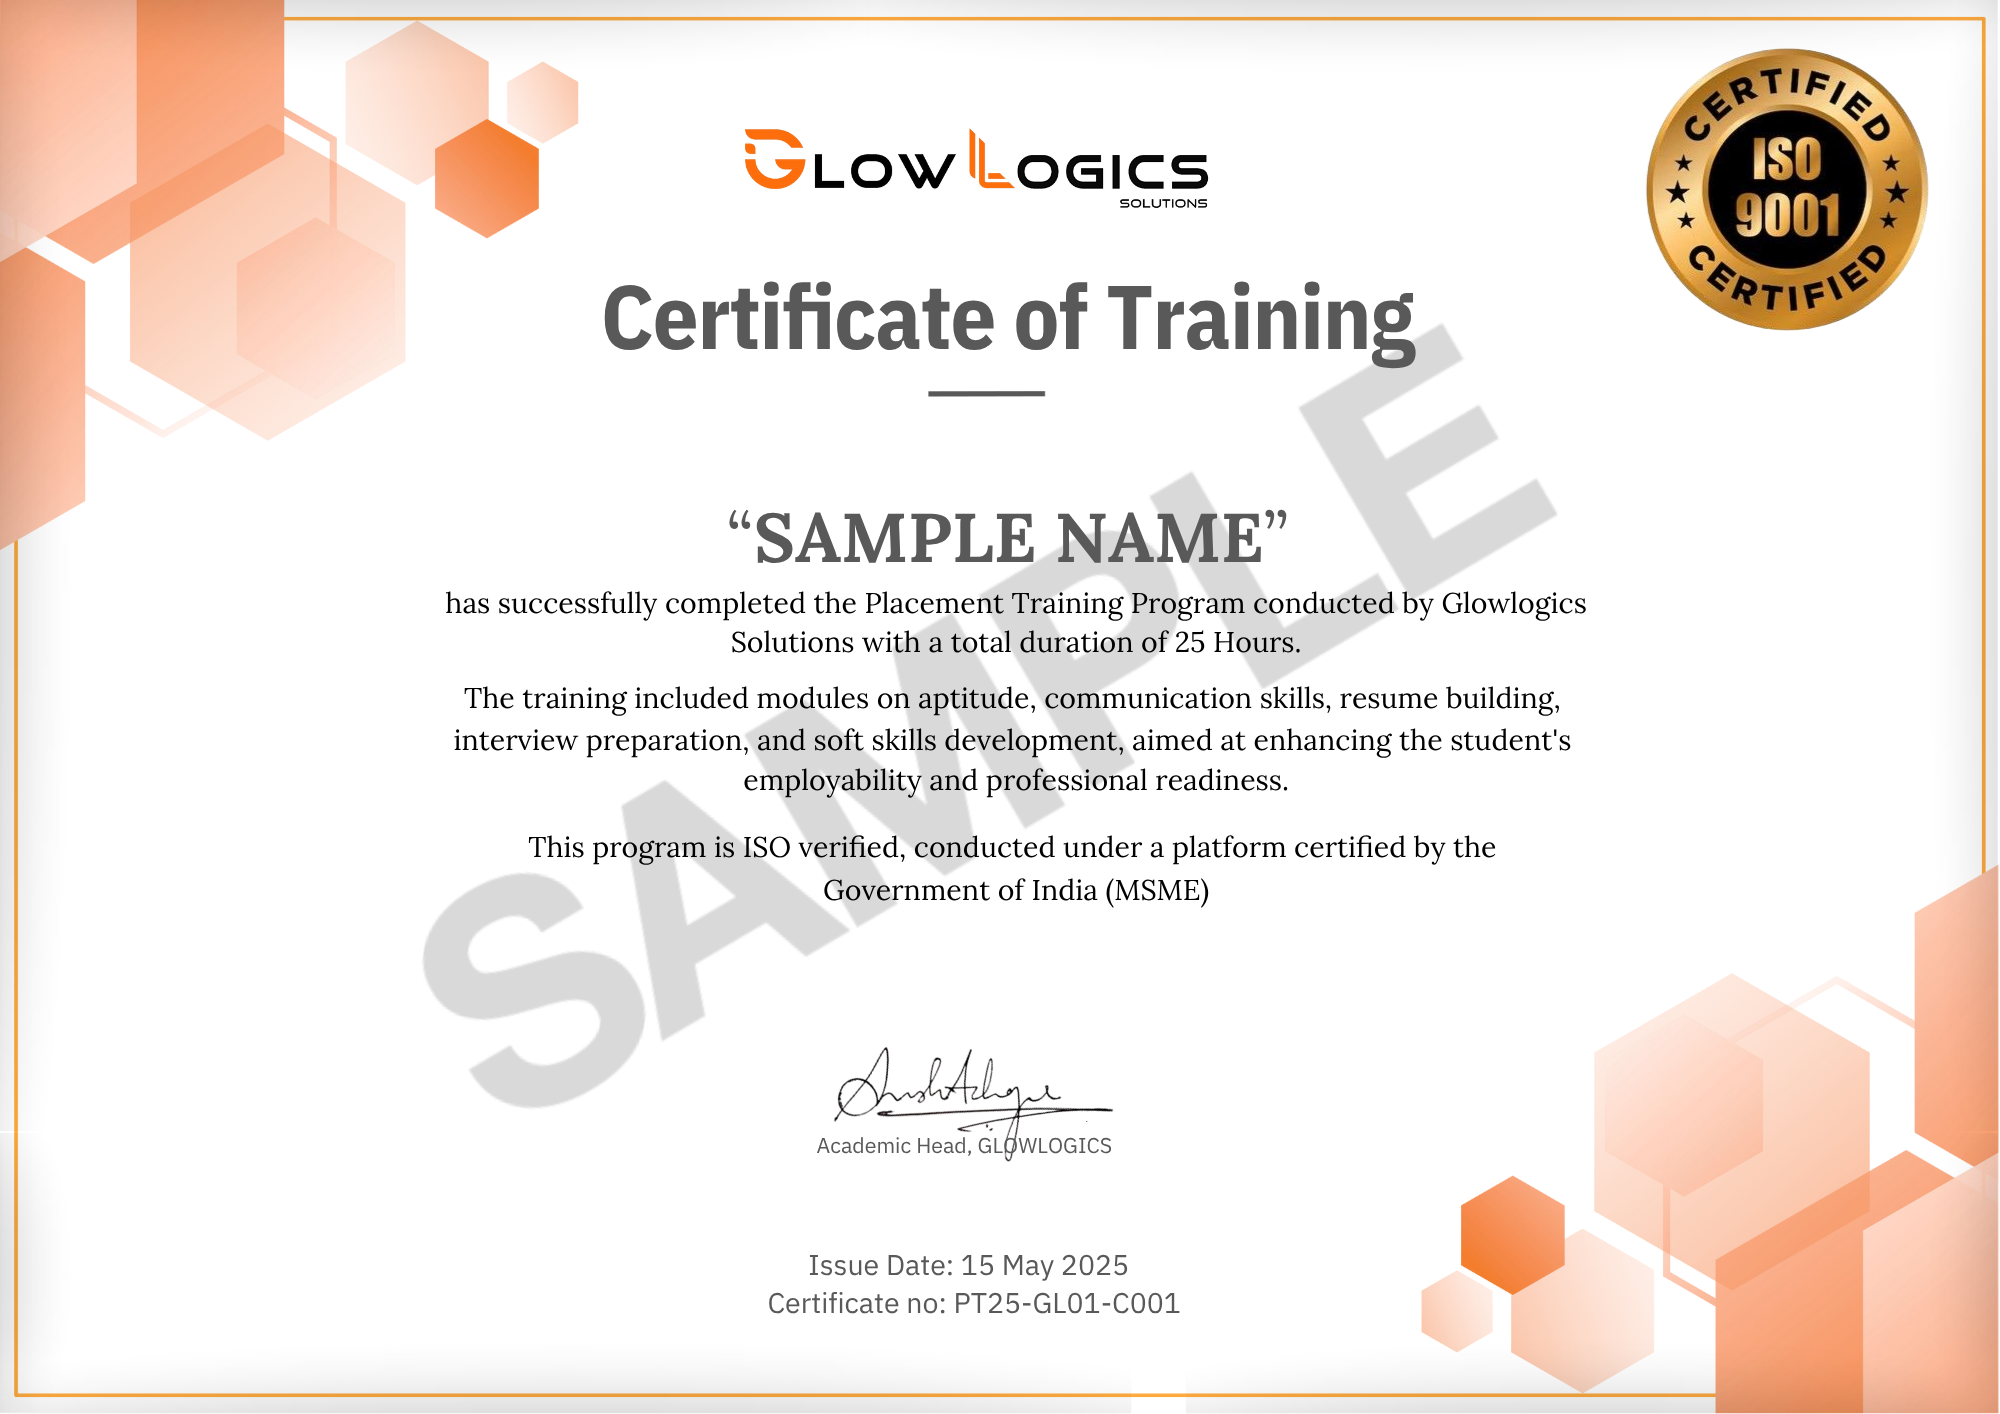 GLOW LOGICS
SOLUTIONS
CERTIFIED
ISO
9001
CERTIFIED
Certificate of Training
“SAMPLE NAME”
has successfully completed the Placement Training Program conducted by Glowlogics
Solutions with a total duration of 25 Hours.
The training included modules on aptitude, communication skills, resume building,
interview preparation, and soft skills development, aimed at enhancing the student's
employability and professional readiness.
This program is ISO verified, conducted under a platform certified by the
Government of India (MSME)
SAMPLE
Academic Head, GLOWLOGICS
Issue Date: 15 May 2025
Certificate no: PT25-GL01-C001